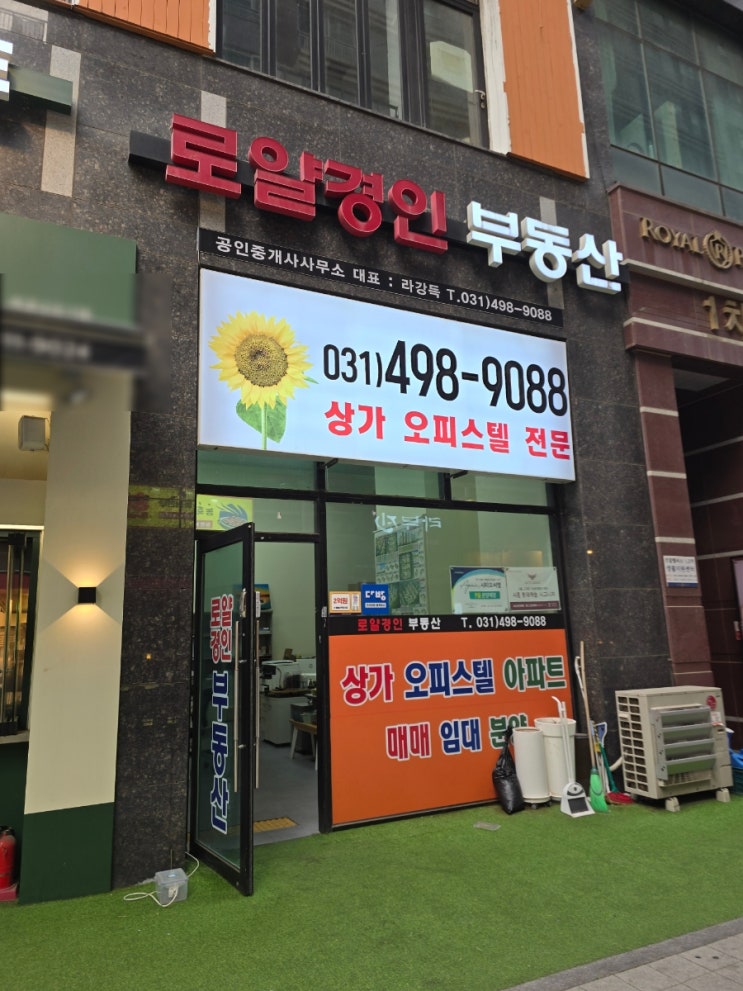 로얄경인 부동산
공인중개사사무소 대표 : 라강득 T.031)498-9088
031)498-9088
상가 오피스텔 전문
ROYAL
1차
로얄경인 부동산 T. 031)498-9088
상가 오피스텔 아파트
매매 임대 분양
로얄
경인
부동산